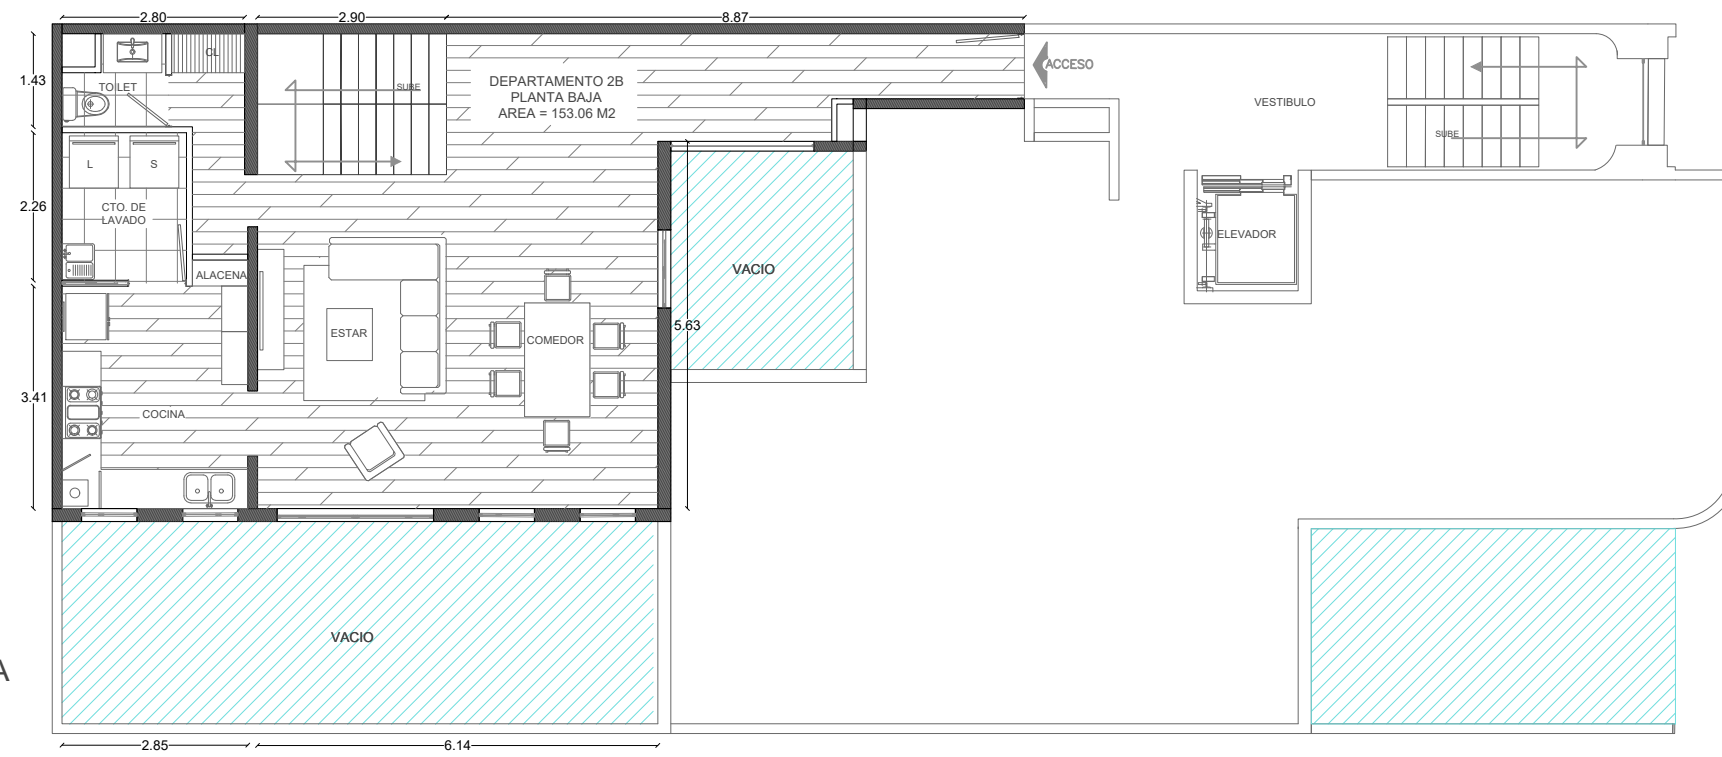 2.80
2.90
8.87
1.43
CL
TOILET
SUBE
DEPARTAMENTO 2B
PLANTA BAJA
AREA = 153.06 M2
ACCESO
VESTIBULO
SUBE
L
S
2.26
CTO. DE
LAVADO
ELEVADOR
ALACENA
VACIO
5.63
ESTAR
COMEDOR
3.41
COCINA
VACIO
A
2.85
6.14